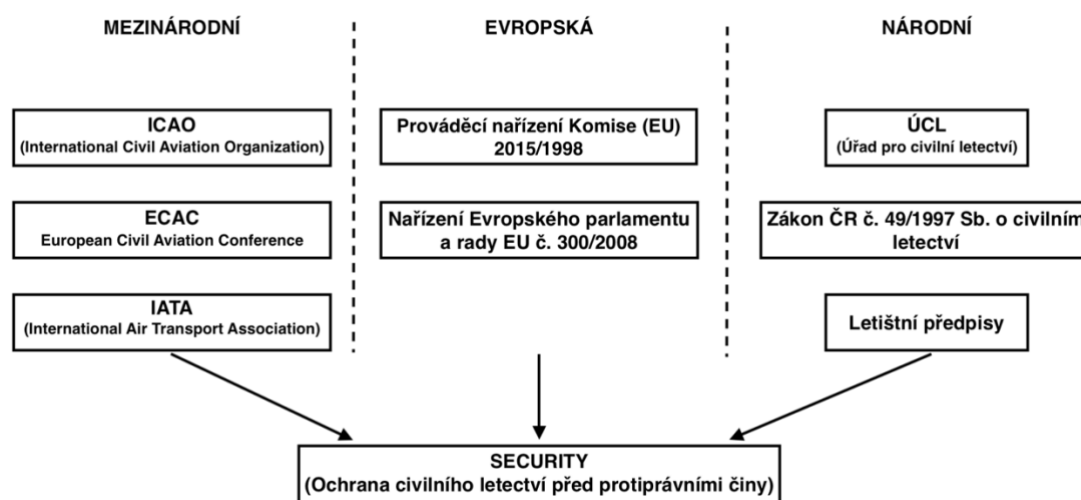 MEZINÁRODNÍ
EVROPSKÁ
NÁRODNÍ
ICAO
(International Civil Aviation Organization)
Prováděcí nařízení Komise (EU)
2015/1998
ÚCL
(Úřad pro civilní letectví)
ECAC
European Civil Aviation Conference
Nařízení Evropského parlamentu
a rady EU č. 300/2008
Zákon ČR č. 49/1997 Sb. o civilním
letectví
IATA
(International Air Transport Association)
Letištní předpisy
SECURITY
(Ochrana civilního letectví před protiprávními činy)